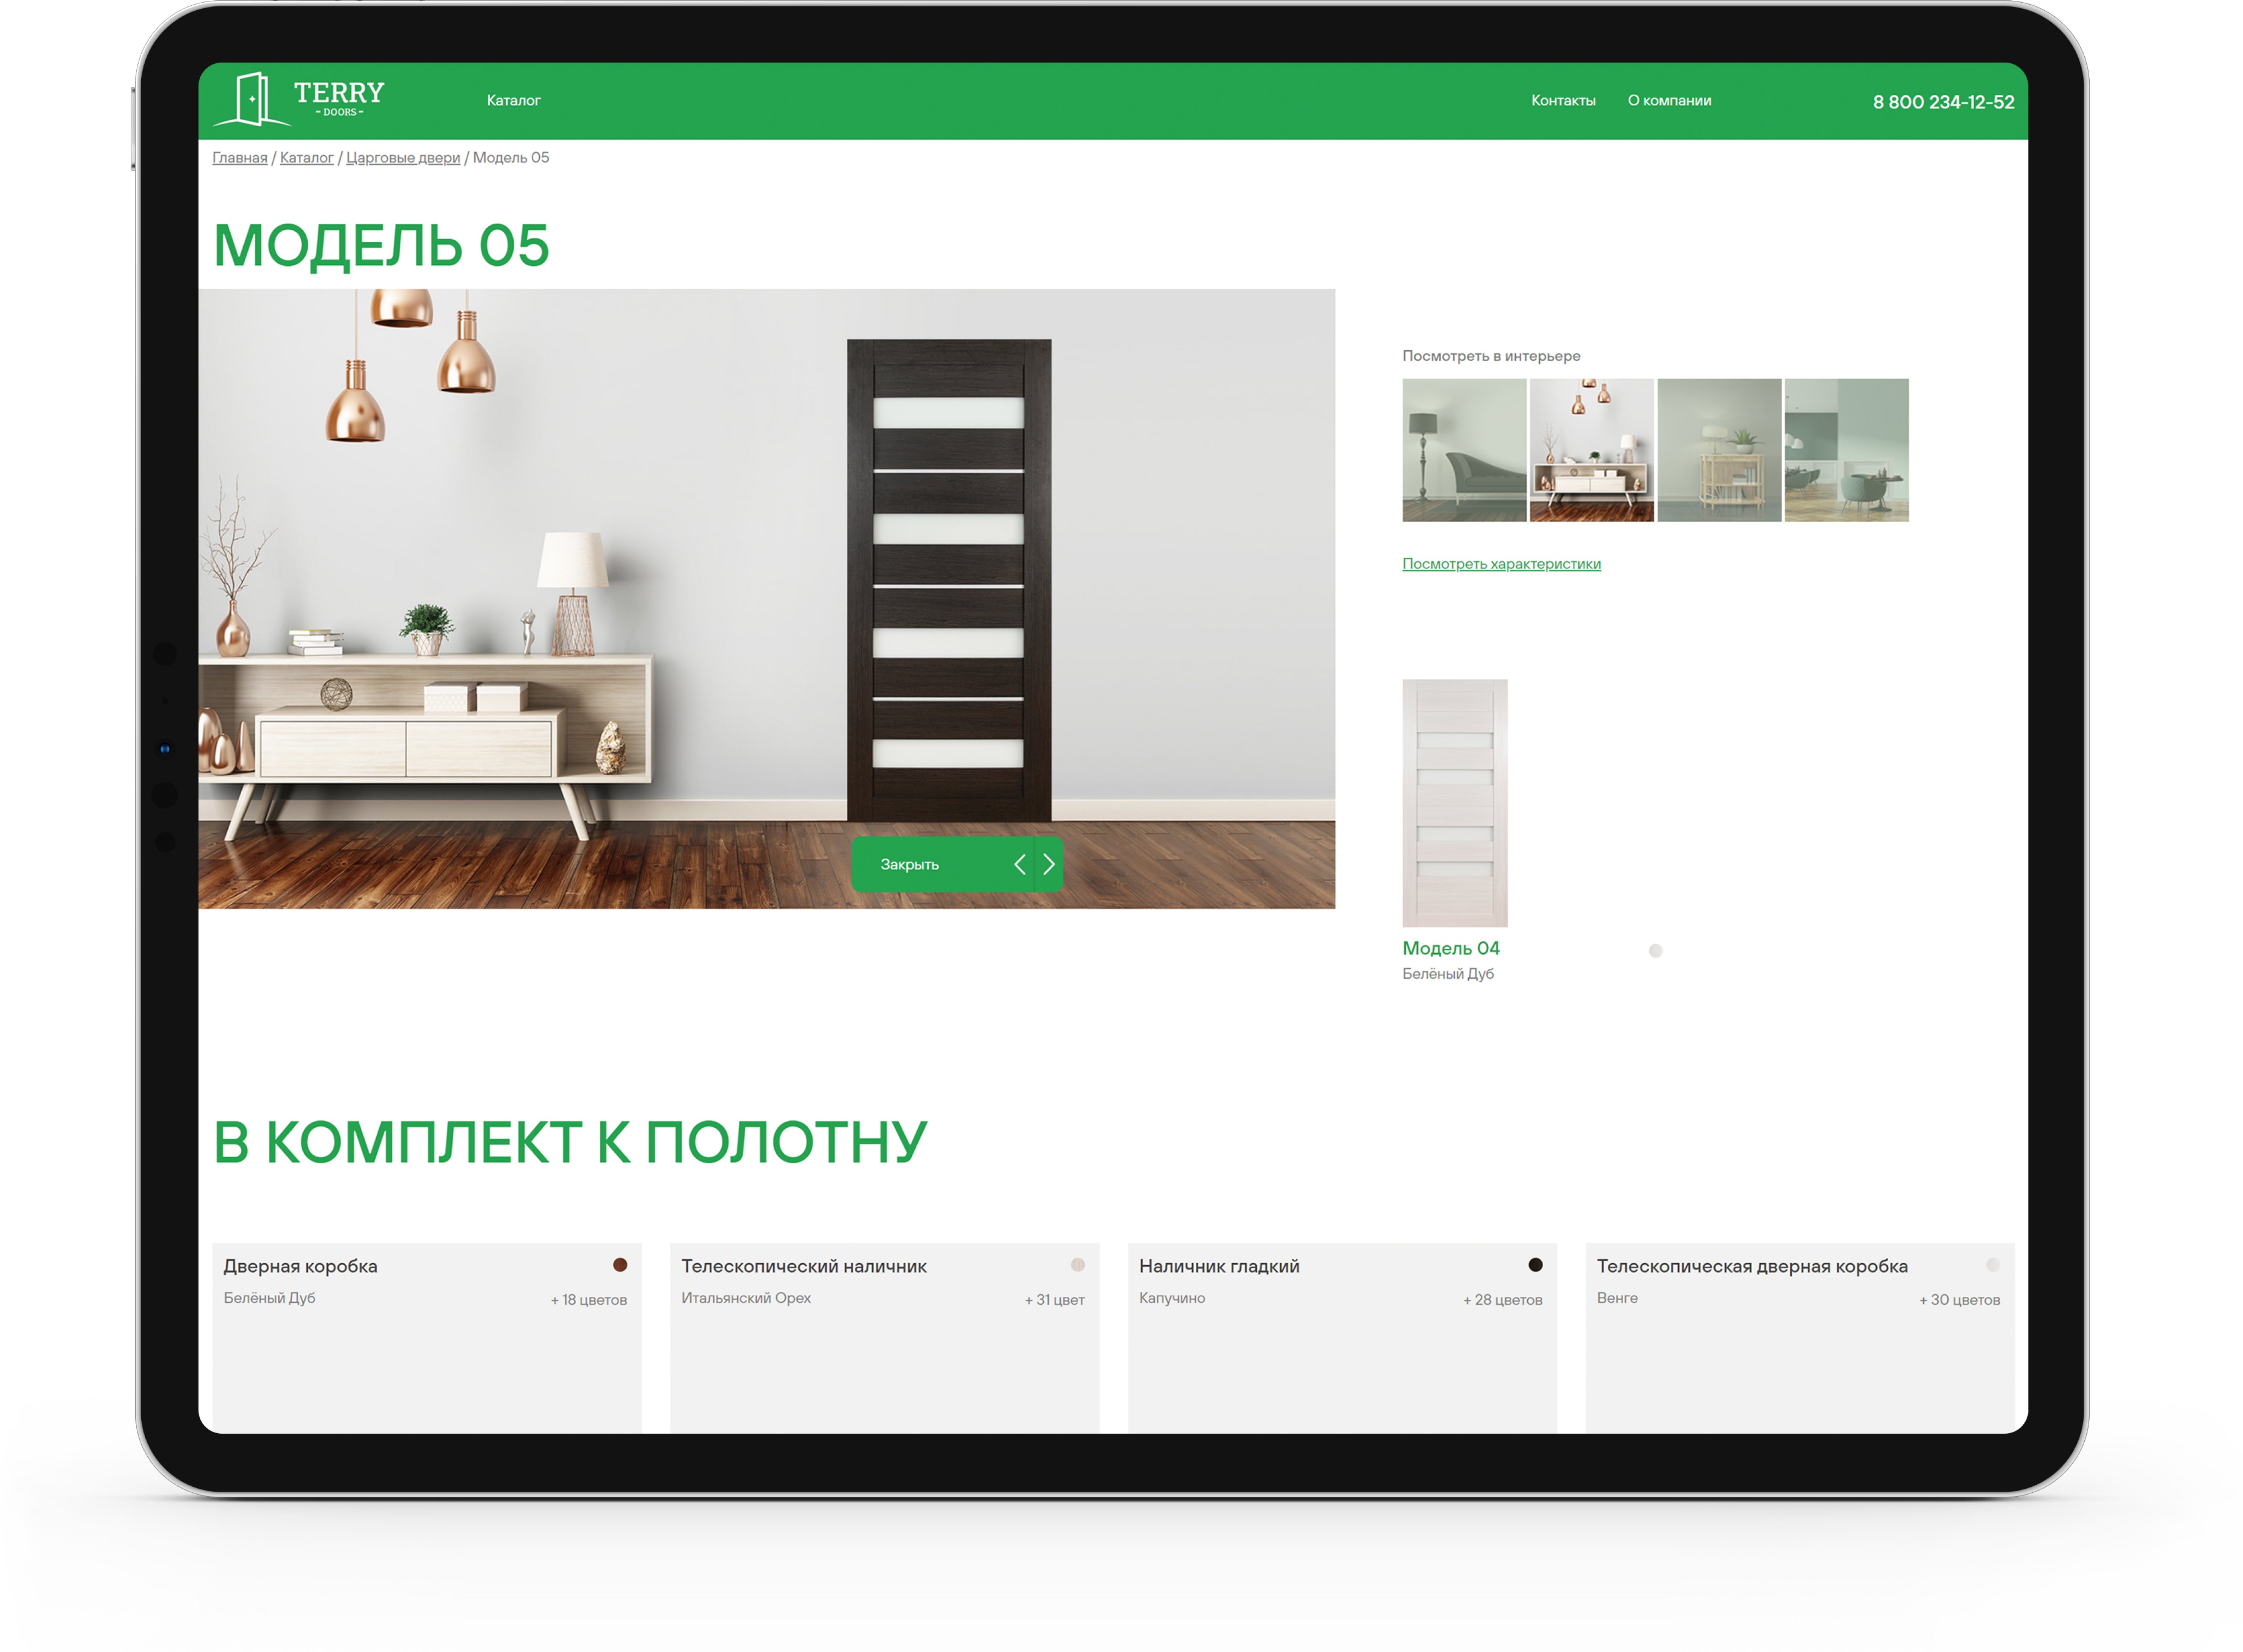 TERRY
- DOORS -
Каталог
Контакты
О компании
8 800 234-12-52
Главная / Каталог / Царговые двери / Модель 05
МОДЕЛЬ 05
Посмотреть в интерьере
Посмотреть характеристики
Закрыть
Модель 04
Белёный Дуб
В КОМПЛЕКТ К ПОЛОТНУ
Дверная коробка
Белёный Дуб
+ 18 цветов
Телескопический наличник
Итальянский Орех
+ 31 цвет
Наличник гладкий
Капучино
+ 28 цветов
Телескопическая дверная коробка
Венге
+ 30 цветов